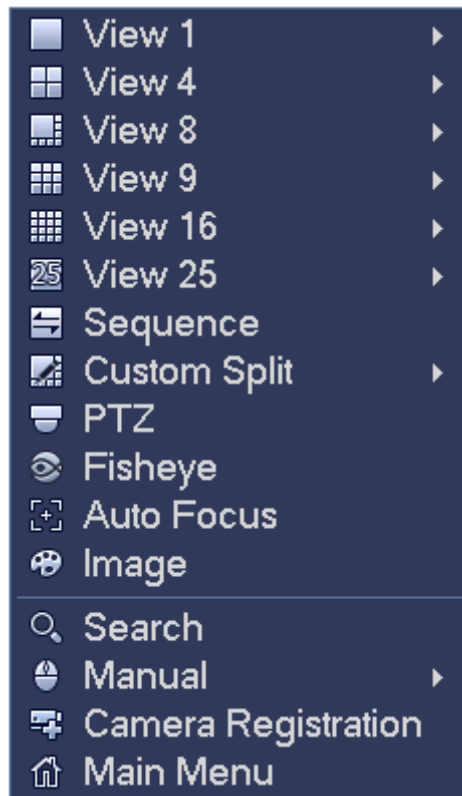 View 1
View 4
View 8
View 9
View 16
25 View 25
Sequence
Custom Split
PTZ
Fisheye
Auto Focus
Image
Search
Manual
Camera Registration
Main Menu